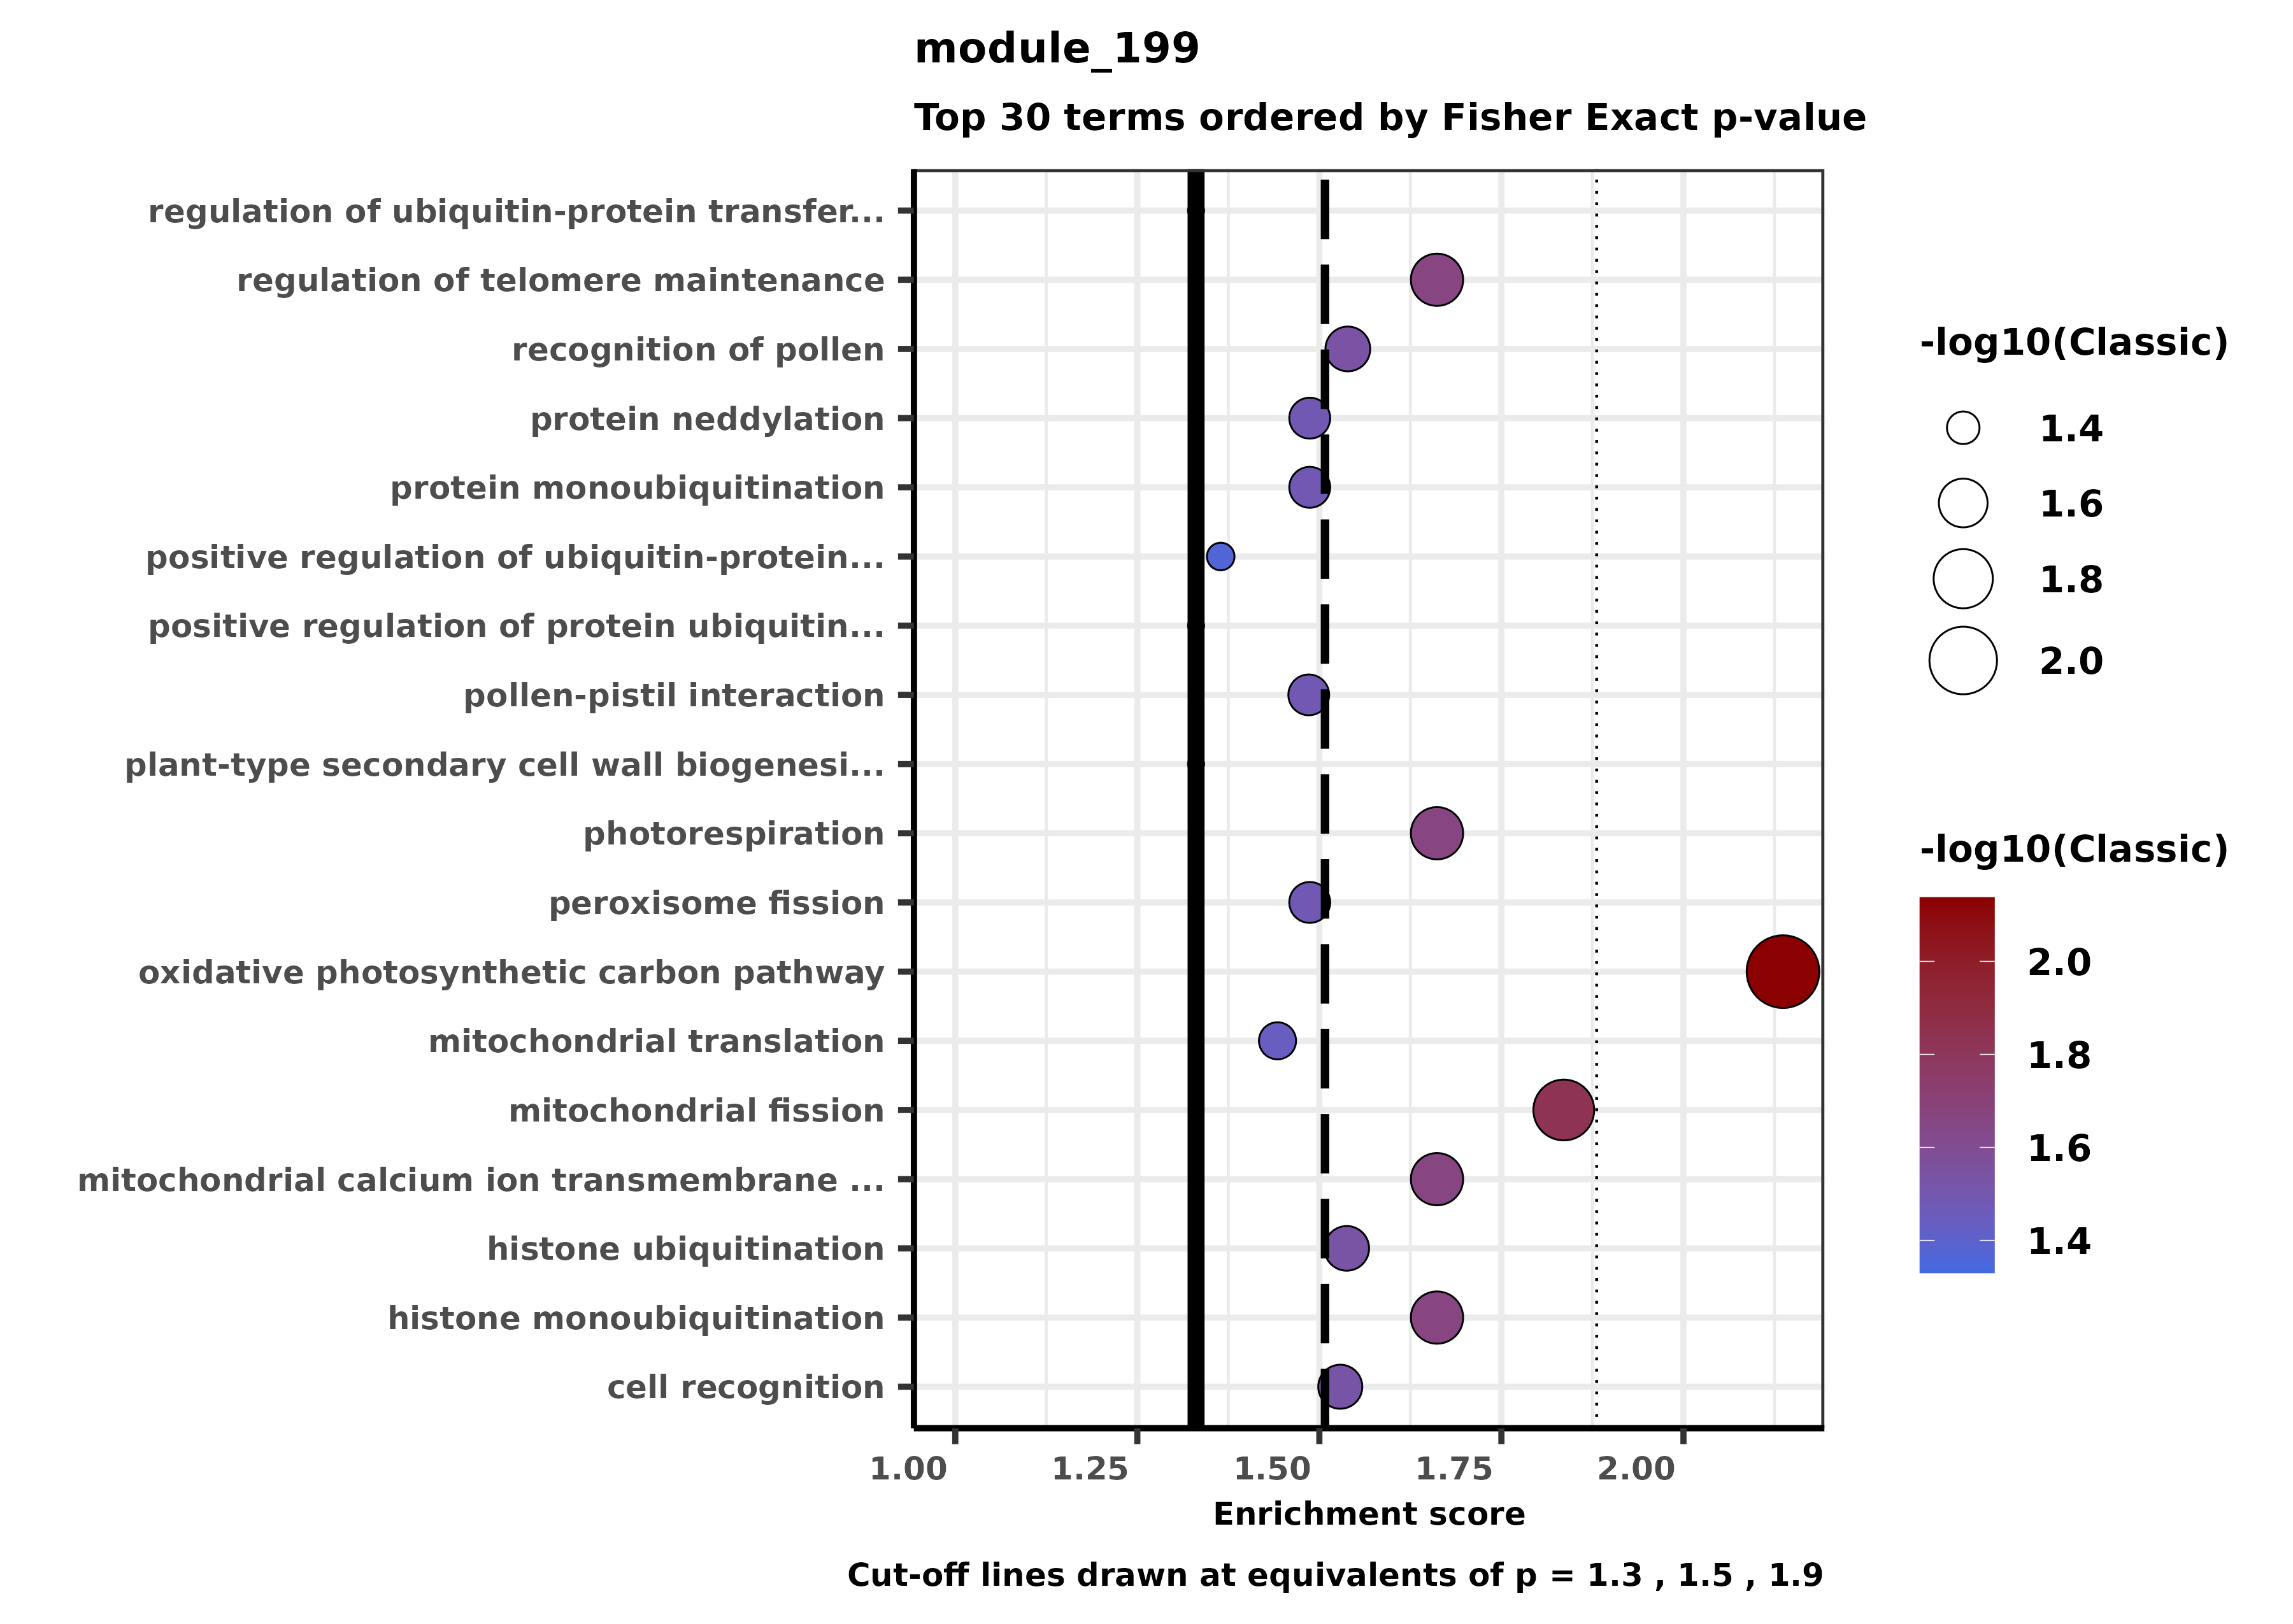 module_199
Top 30 terms ordered by Fisher Exact p-value
regulation of ubiquitin-protein transfer...
regulation of telomere maintenance
recognition of pollen
protein neddylation
protein monoubiquitination
positive regulation of ubiquitin-protein...
positive regulation of protein ubiquitin...
pollen-pistil interaction
plant-type secondary cell wall biogenesi...
photorespiration
peroxisome fission
oxidative photosynthetic carbon pathway
mitochondrial translation
mitochondrial fission
mitochondrial calcium ion transmembrane ...
histone ubiquitination
histone monoubiquitination
cell recognition
1.00 1.25 1.50 1.75 2.00
Enrichment score
Cut-off lines drawn at equivalents of p = 1.3 , 1.5 , 1.9
-log10(Classic)
1.4
1.6
1.8
2.0
-log10(Classic)
2.0
1.8
1.6
1.4